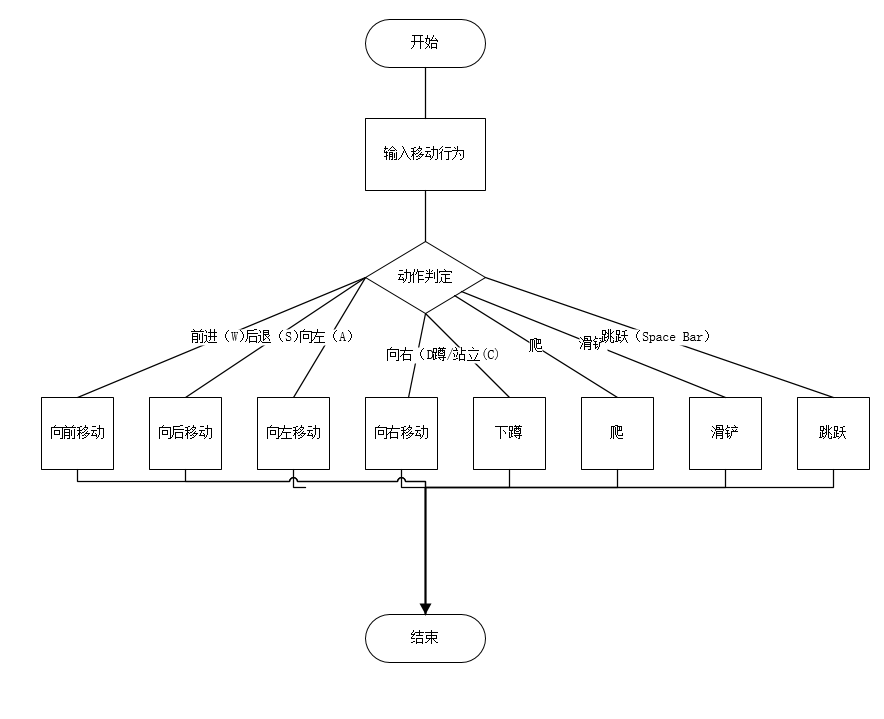 开始
输入移动行为
动作判定
前进（W）
后退（S）
向左（A）
向右（D
蹲/站立(C)
爬
滑铲
跳跃（Space Bar）
向前移动
向后移动
向左移动
向右移动
下蹲
爬
滑铲
跳跃
结束